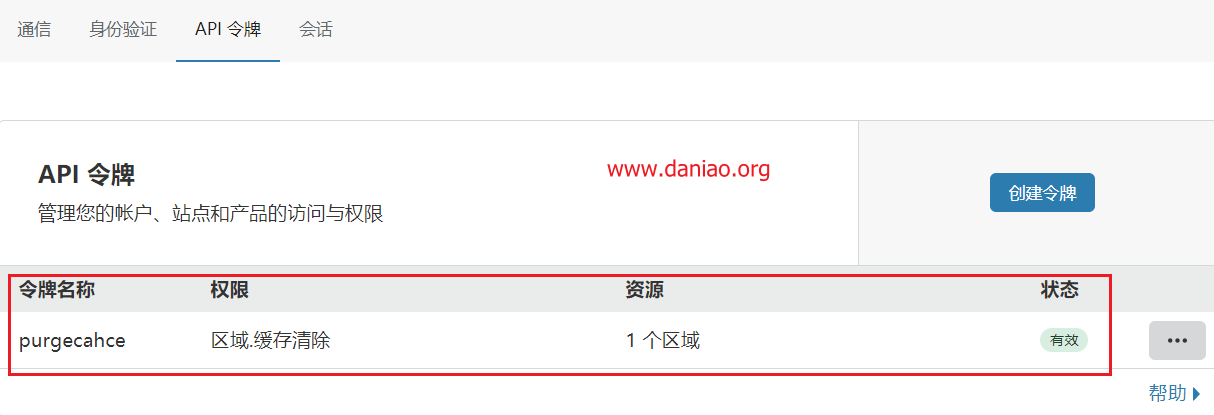 通信 身份验证 API 令牌 会话
www.daniao.org
API 令牌
管理您的帐户、站点和产品的访问与权限
创建令牌
令牌名称 权限 资源 状态
purgecahce 区域.缓存清除 1 个区域 有效
帮助